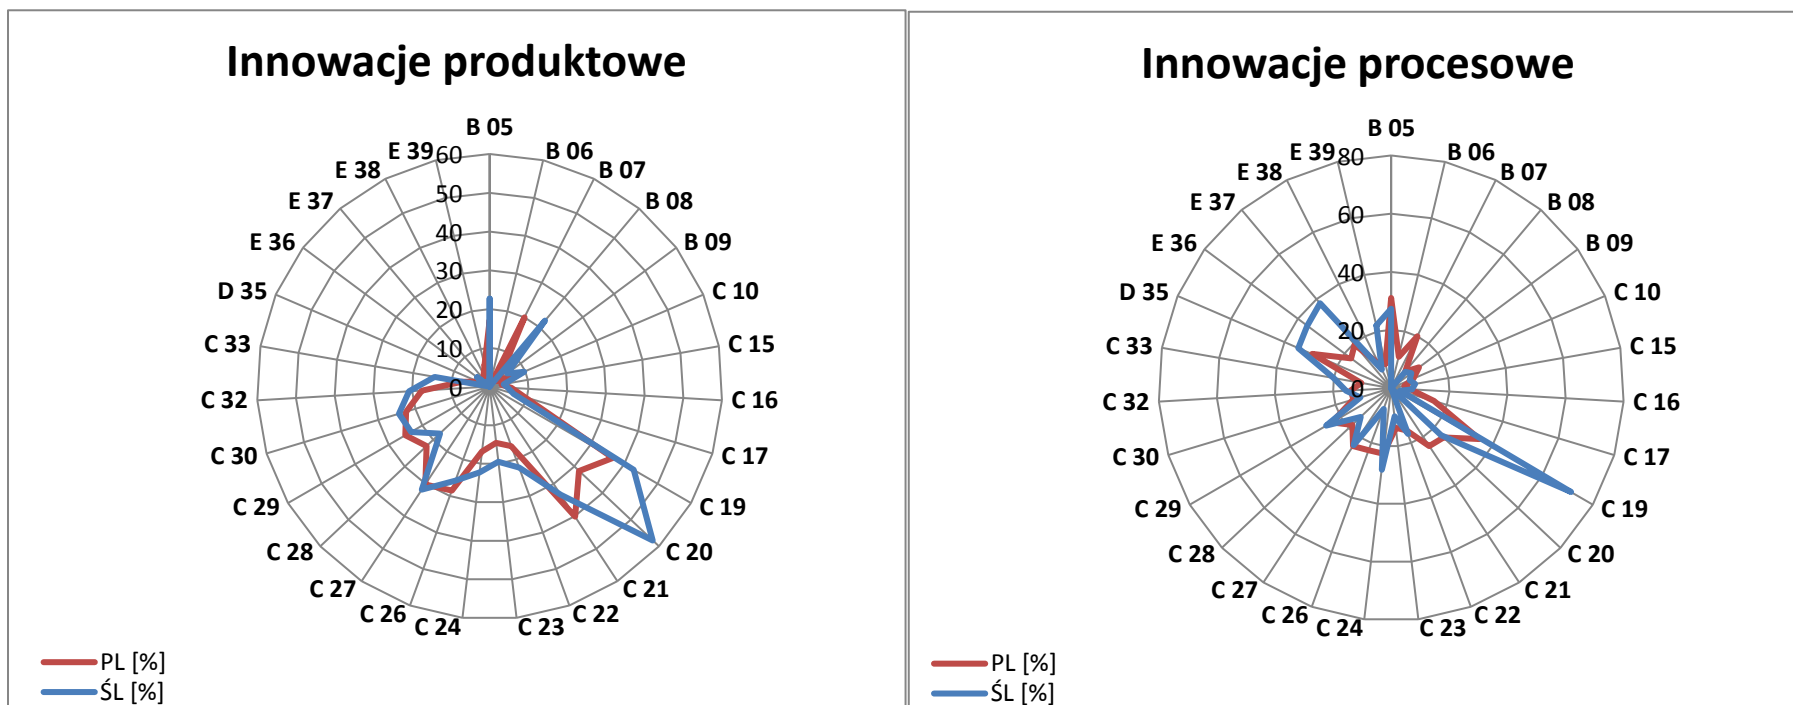 Innowacje produktowe
B 05
B 06
B 07
B 08
B 09
C 10
C 15
C 16
C 17
C 19
C 20
C 21
C 22
C 23
C 24
C 26
C 27
C 28
C 29
C 30
C 32
C 33
D 35
E 36
E 37
E 38
E 39
60
50
40
30
20
10
0
PL [%]
ŚL [%]
Innowacje procesowe
B 05
B 06
B 07
B 08
B 09
C 10
C 15
C 16
C 17
C 19
C 20
C 21
C 22
C 23
C 24
C 26
C 27
C 28
C 29
C 30
C 32
C 33
D 35
E 36
E 37
E 38
E 39
80
60
40
20
0
PL [%]
ŚL [%]